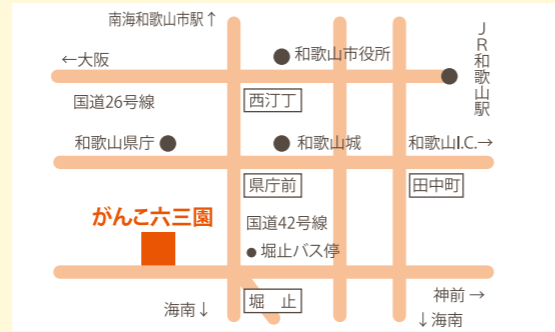 南海和歌山市駅↑
←大阪
和歌山市役所
JR和歌山駅
国道26号線
西汀丁
和歌山県庁
和歌山城
和歌山I.C.→
県庁前
田中町
がんこ六三園
国道42号線
堀止バス停
海南↓
堀 止
神前→
↓海南